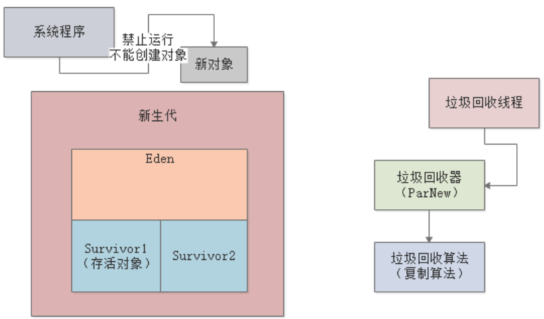 系统程序
禁止运行
不能创建对象
新对象
新生代
Eden
Survivor1
（存活对象）
Survivor2
垃圾回收线程
垃圾回收器
（ParNew）
垃圾回收算法
（复制算法）